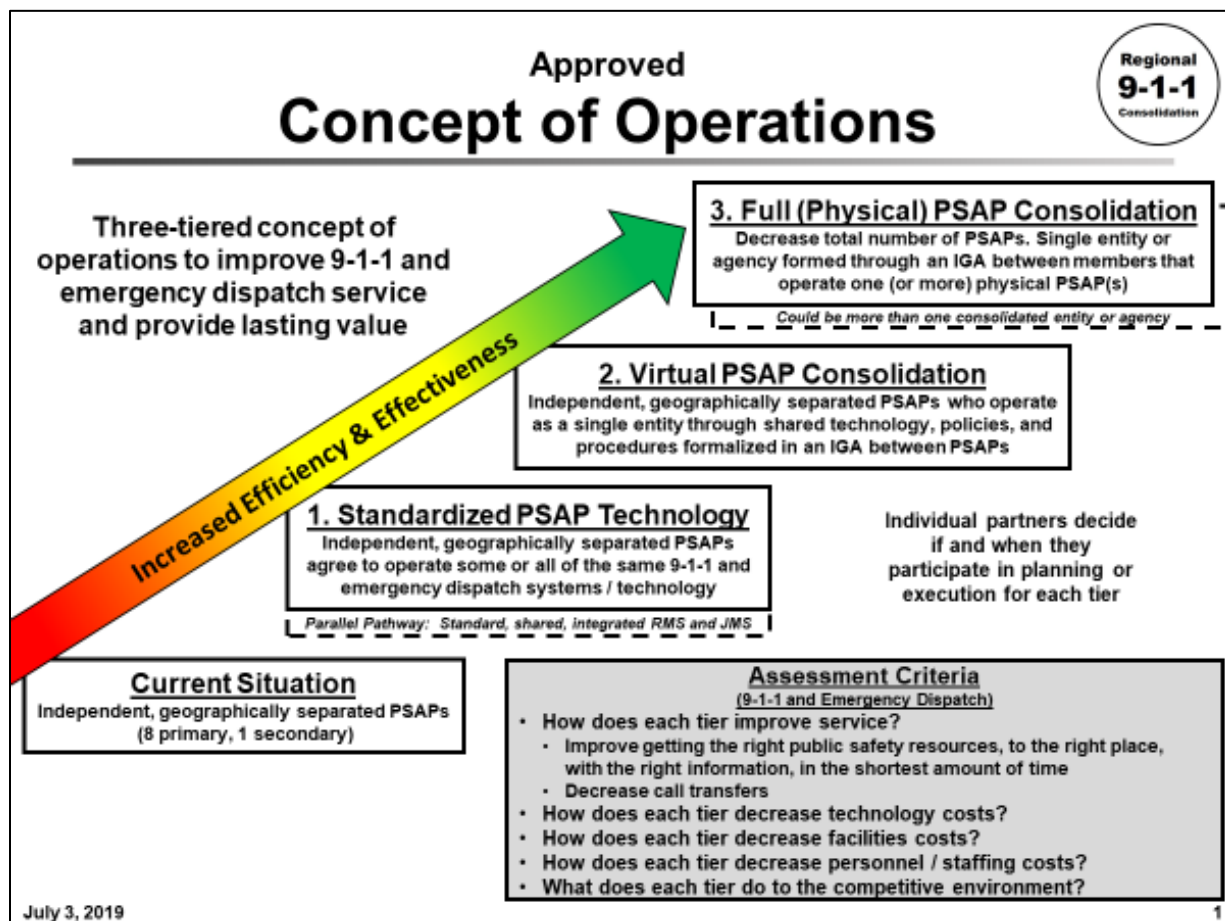 Approved
Concept of Operations
Regional
9-1-1
Consolidation
Three-tiered concept of
operations to improve 9-1-1 and
emergency dispatch service
and provide lasting value
Increased Efficiency & Effectiveness
3. Full (Physical) PSAP Consolidation
Decrease total number of PSAPs. Single entity or
agency formed through an IGA between members that
operate one (or more) physical PSAP(s)
Could be more than one consolidated entity or agency
2. Virtual PSAP Consolidation
Independent, geographically separated PSAPs who operate
as a single entity through shared technology, policies, and
procedures formalized in an IGA between PSAPs
1. Standardized PSAP Technology
Independent, geographically separated PSAPs
agree to operate some or all of the same 9-1-1 and
emergency dispatch systems / technology
Parallel Pathway: Standard, shared, integrated RMS and JMS
Individual partners decide
if and when they
participate in planning or
execution for each tier
Current Situation
Independent, geographically separated PSAPs
(8 primary, 1 secondary)
Assessment Criteria
(9-1-1 and Emergency Dispatch)
• How does each tier improve service?
• Improve getting the right public safety resources, to the right place,
with the right information, in the shortest amount of time
• Decrease call transfers
• How does each tier decrease technology costs?
• How does each tier decrease facilities costs?
• How does each tier decrease personnel / staffing costs?
• What does each tier do to the competitive environment?
July 3, 2019
1